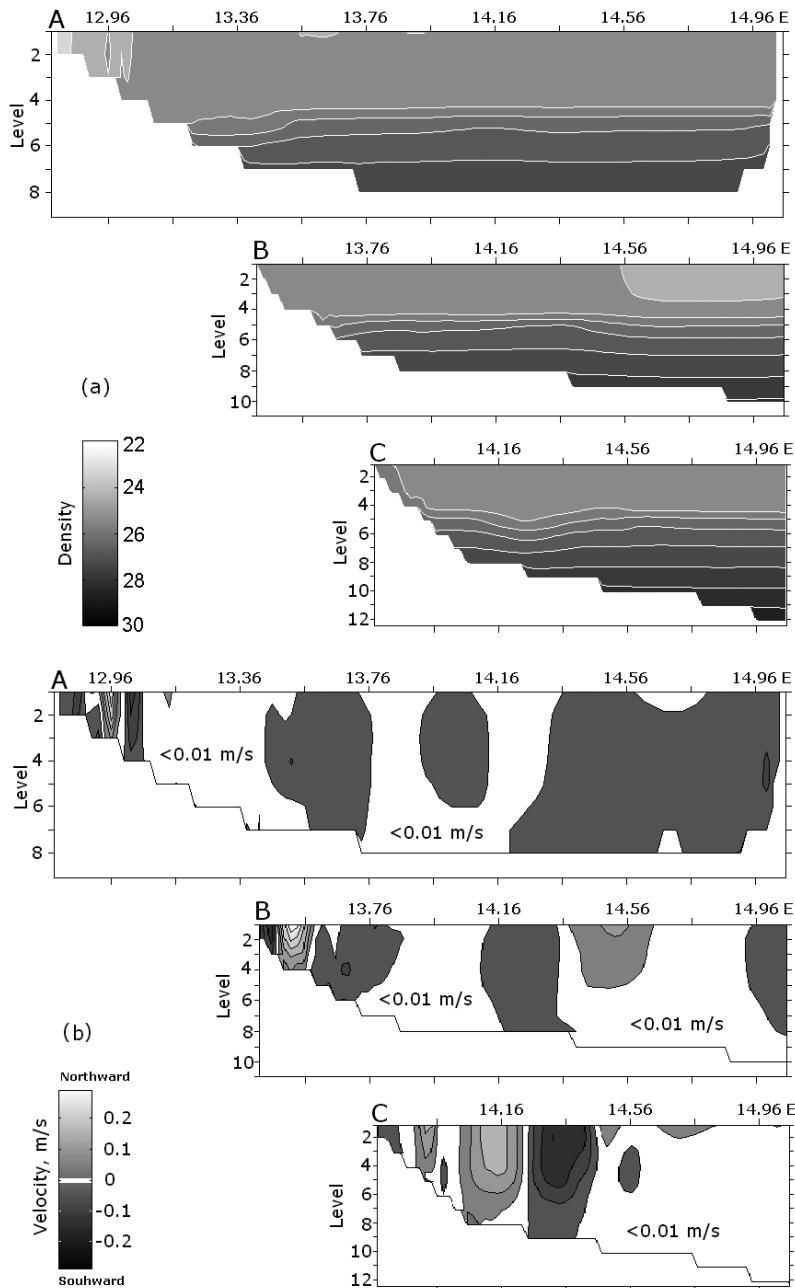 A 12.96 13.36 13.76 14.16 14.56 14.96 E
2
4
6
8
Level
B 13.76 14.16 14.56 14.96 E
2
4
6
8
10
Level
(a)
22
24
26
28
30
Density
C 14.16 14.56 14.96 E
2
4
6
8
10
12
Level
A 12.96 13.36 13.76 14.16 14.56 14.96 E
2
4
6
8
Level
<0.01 m/s
<0.01 m/s
B 13.76 14.16 14.56 14.96 E
2
4
6
8
10
Level
<0.01 m/s
<0.01 m/s
(b)
Northward
0.2
0.1
0
-0.1
-0.2
Velocity, m/s
Souhward
C 14.16 14.56 14.96 E
2
4
6
8
10
12
Level
<0.01 m/s